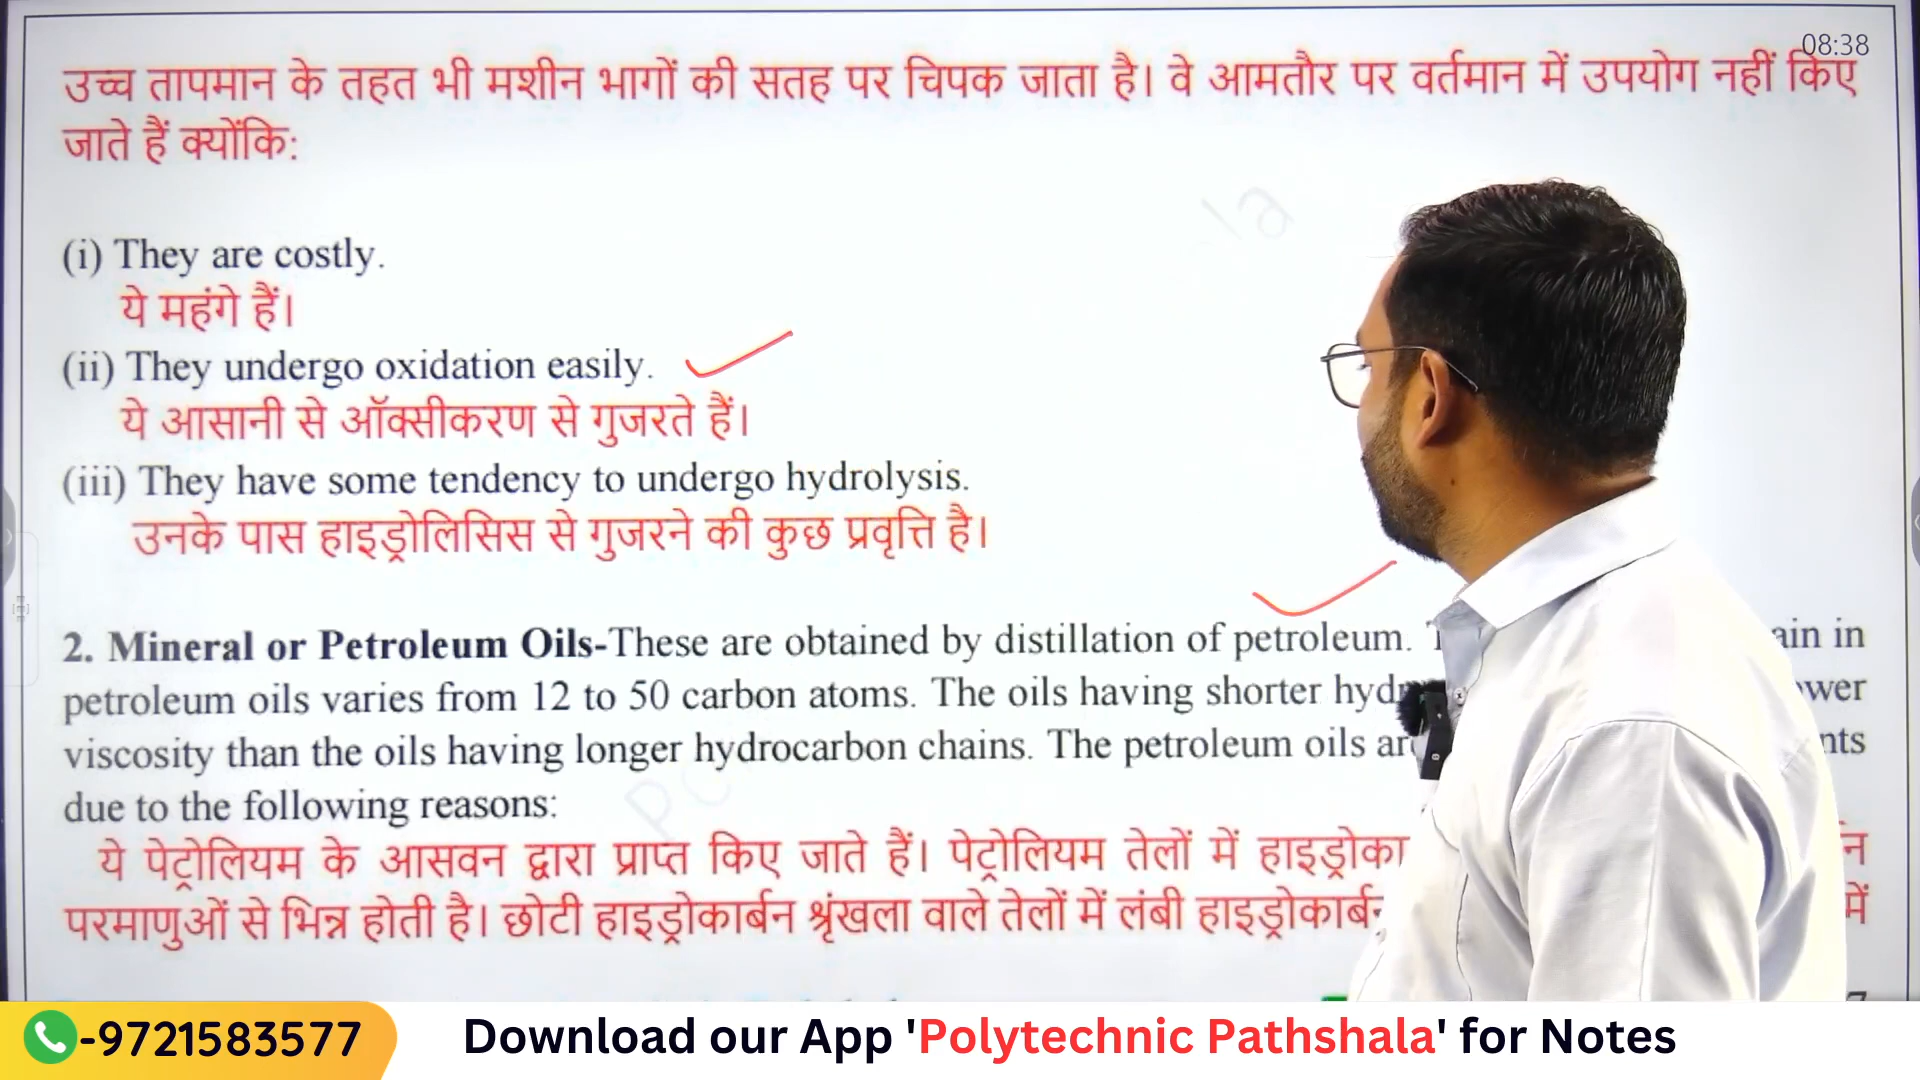 08:38
उच्च तापमान के तहत भी मशीन भागों की सतह पर चिपक जाता है। वे आमतौर पर वर्तमान में उपयोग नहीं किए
जाते हैं क्योंकि:
(i) They are costly.
ये महंगे हैं।
(ii) They undergo oxidation easily.
ये आसानी से ऑक्सीकरण से गुजरते हैं।
(iii) They have some tendency to undergo hydrolysis.
उनके पास हाइड्रोलिसिस से गुजरने की कुछ प्रवृत्ति है।
2. Mineral or Petroleum Oils-These are obtained by distillation of petroleum. in
petroleum oils varies from 12 to 50 carbon atoms. The oils having shorter
viscosity than the oils having longer hydrocarbon chains. The petroleum oils
due to the following reasons:
ये पेट्रोलियम के आसवन द्वारा प्राप्त किए जाते हैं। पेट्रोलियम तेलों में
परमाणुओं से भिन्न होती है। छोटी हाइड्रोकार्बन श्रृंखला वाले तेलों में लंबी में
-9721583577 Download our App 'Polytechnic Pathshala' for Notes